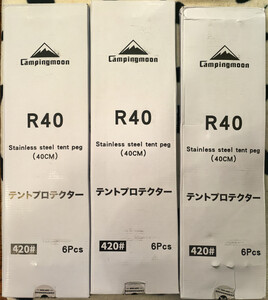 Campingmoon
R40
Stainless steel tent peg
(40CM)
テントプロテクター
420# 6Pcs
Campingmoon
R40
Stainless steel tent peg
(40CM)
テントプロテクター
420# 6Pcs
Campingmoon
R40
Stainless steel tent peg
(40CM)
テントプロテクター
420# 6Pcs